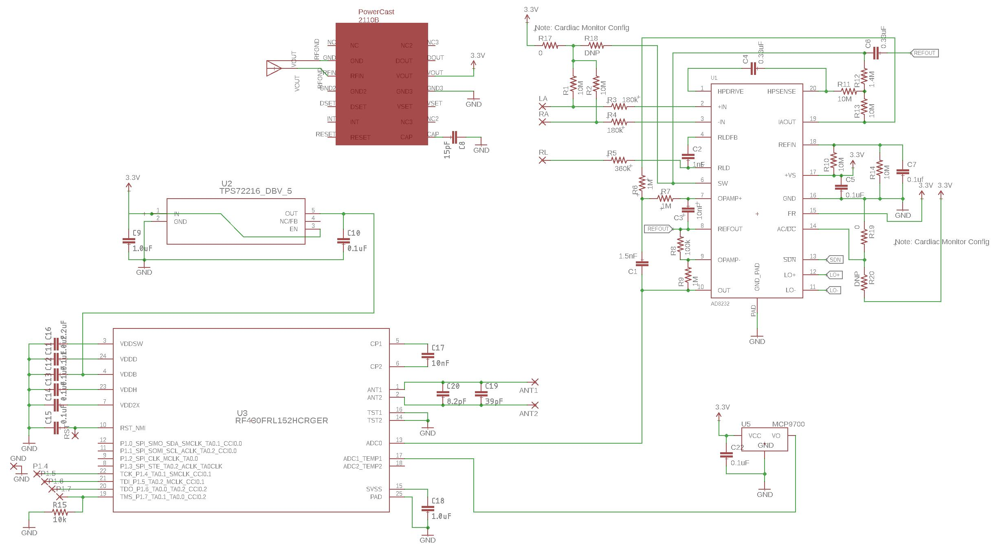 PowerCast
2110B
NC
GND
RFIN
GND2
DSET
INT
RESET
NC
GND
RFIN
GND2
DSET
INT
RESET
NC2
DOUT
VOUT
GND3
VSET
NC3
CAP
NC3
DOUT
VOUT
GND3
VSET
NC2
CAP
RFGND
VOUT
RFGND
VOUT
3.3V
GND
15pF
C8
GND
3.3V
U2
TPS72216_DBV_5
1
2
IN
GND
OUT
NC/FB
EN
5
4
3
C9
1.0uF
C10
0.1uF
GND
3.3V
Note: Cardiac Monitor Config
R17
0
R18
DNP
R1
10M
R2
10M
LA
RA
RL
R3 180k
R4
180k
R5
360k
C2
1nF
R6
1M
R7
1M
C3
10nF
REFOUT
R8
100k
R9
1M
1.5nF
C1
C4
0.33uF
C6
0.33uF
REFOUT
R12
1.4M
R11
10M
R13
10M
U1
1 HPDRIVE
2 +IN
3 -IN
4 RLDFB
5 RLD
6 SW
7 OPAMP+
8 REFOUT
9 OPAMP-
10 OUT
HPSENSE 20
IAOUT 19
REFIN 18
+VS 17
GND 16
FR 15
AC/DC 14
SDN 13
LO+ 12
LO- 11
GND_PAD
PAD
AD8232
GND
R10
10M
3.3V
R14
10M
C7
0.1uf
C5
0.1uF
3.3V
3.3V
GND
0
R19
Note: Cardiac Monitor Config
SDN
LO+
LO-
DNP
R20
U3
RF430FRL152HCRGER
3 VDDSW
24 VDDD
4 VDDB
23 VDDH
7 VDD2X
10 RST_NMI
12 P1.0_SPI_SIMO_SDA_SMCLK_TA0.1_CCI0.0
11 P1.1_SPI_SOMI_SCL_ACLK_TA0.2_CCI0.0
9 P1.2_SPI_CLK_MCLK_TA0.0
8 P1.3_SPI_STE_TA0.2_ACLK_TA0CLK
22 TCK_P1.4_TA0.1_SMCLK_CCI0.1
21 TDI_P1.5_TA0.2_MCLK_CCI0.1
20 TDO_P1.6_TA0.0_TA0.2_CCI0.2
19 TMS_P1.7_TA0.1_TA0.0_CCI0.2
CP1 5
CP2 6
ANT1 1
ANT2 2
TST1 16
TST2 14
ADC0 13
ADC1_TEMP1 17
ADC2_TEMP2 18
SVSS 15
PAD 25
C16
2.2uF
C11
C12
C13
C14
C15
0.1uF
RST
GND
GND
GND
P1.4
P1.5
P1.6
P1.7
R15
10k
GND
C17
10nF
C20
8.2pF
C19
39pF
ANT1
ANT2
GND
C18
1.0uF
GND
3.3V
U5
MCP9700
VCC
VO
GND
C22
0.1uF
GND